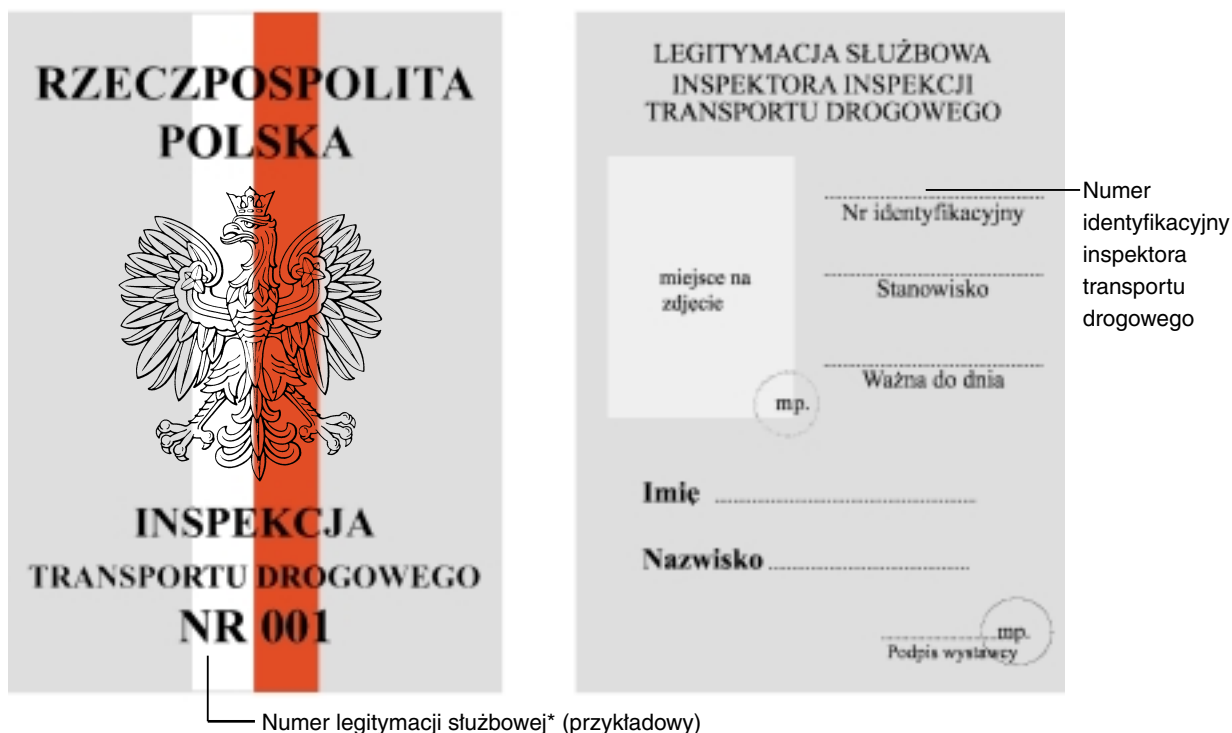 RZECZPOSPOLITA
POLSKA
INSPEKCJA
TRANSPORTU DROGOWEGO
NR 001
Numer legitymacji służbowej* (przykładowy)
LEGITYMACJA SŁUŻBOWA
INSPEKTORA INSPEKCJI
TRANSPORTU DROGOWEGO
miejsce na
zdjęcie
mp.
Nr identyfikacyjny
Stanowisko
Ważna do dnia
Imię
Nazwisko
mp.
Podpis wystawcy
Numer
identyfikacyjny
inspektora
transportu
drogowego